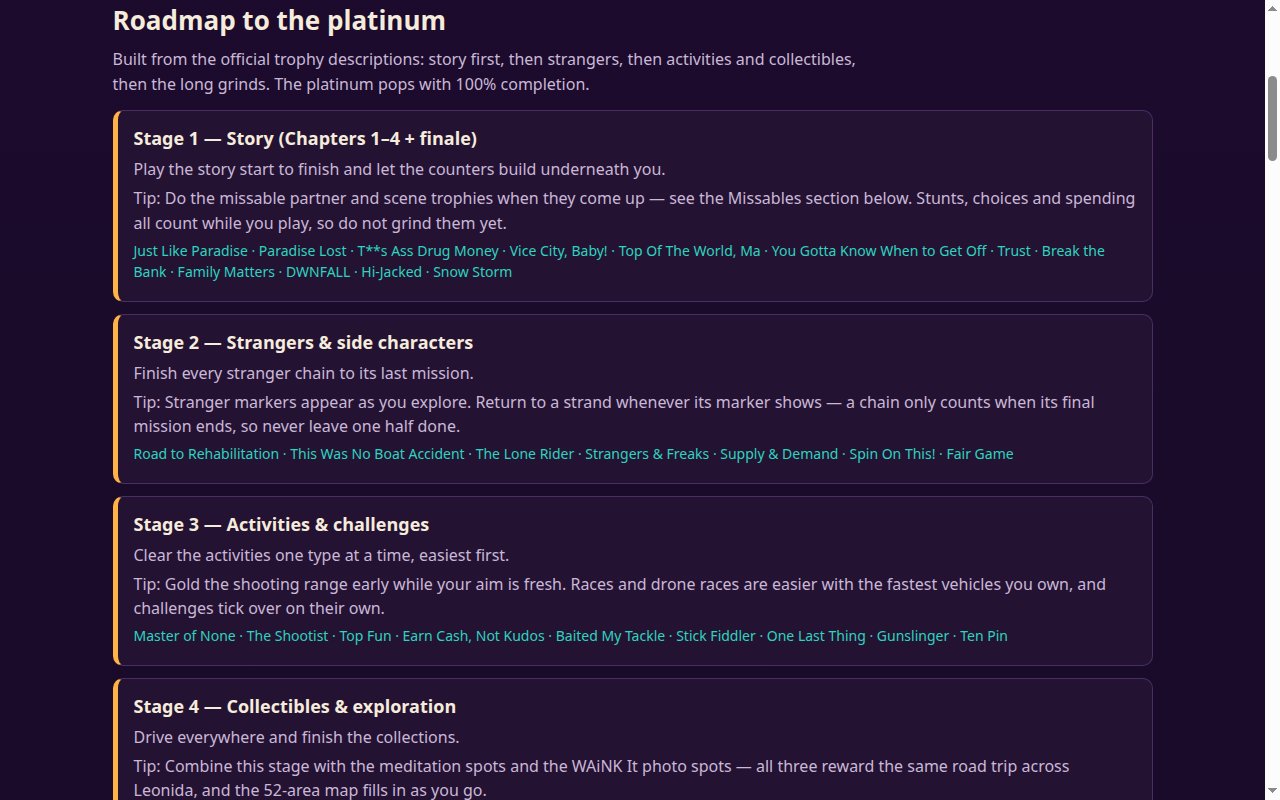 Roadmap to the platinum
Built from the official trophy descriptions: story first, then strangers, then activities and collectibles,
then the long grinds. The platinum pops with 100% completion.
Stage 1 — Story (Chapters 1–4 + finale)
Play the story start to finish and let the counters build underneath you.
Tip: Do the missable partner and scene trophies when they come up — see the Missables section below. Stunts, choices and spending
all count while you play, so do not grind them yet.
Just Like Paradise · Paradise Lost · T**s Ass Drug Money · Vice City, Baby! · Top Of The World, Ma · You Gotta Know When to Get Off · Trust · Break the
Bank · Family Matters · DWNFALL · Hi-Jacked · Snow Storm
Stage 2 — Strangers & side characters
Finish every stranger chain to its last mission.
Tip: Stranger markers appear as you explore. Return to a strand whenever its marker shows — a chain only counts when its final
mission ends, so never leave one half done.
Road to Rehabilitation · This Was No Boat Accident · The Lone Rider · Strangers & Freaks · Supply & Demand · Spin On This! · Fair Game
Stage 3 — Activities & challenges
Clear the activities one type at a time, easiest first.
Tip: Gold the shooting range early while your aim is fresh. Races and drone races are easier with the fastest vehicles you own, and
challenges tick over on their own.
Master of None · The Shootist · Top Fun · Earn Cash, Not Kudos · Baited My Tackle · Stick Fiddler · One Last Thing · Gunslinger · Ten Pin
Stage 4 — Collectibles & exploration
Drive everywhere and finish the collections.
Tip: Combine this stage with the meditation spots and the WAiNK It photo spots — all three reward the same road trip across
Leonida, and the 52-area map fills in as you go.